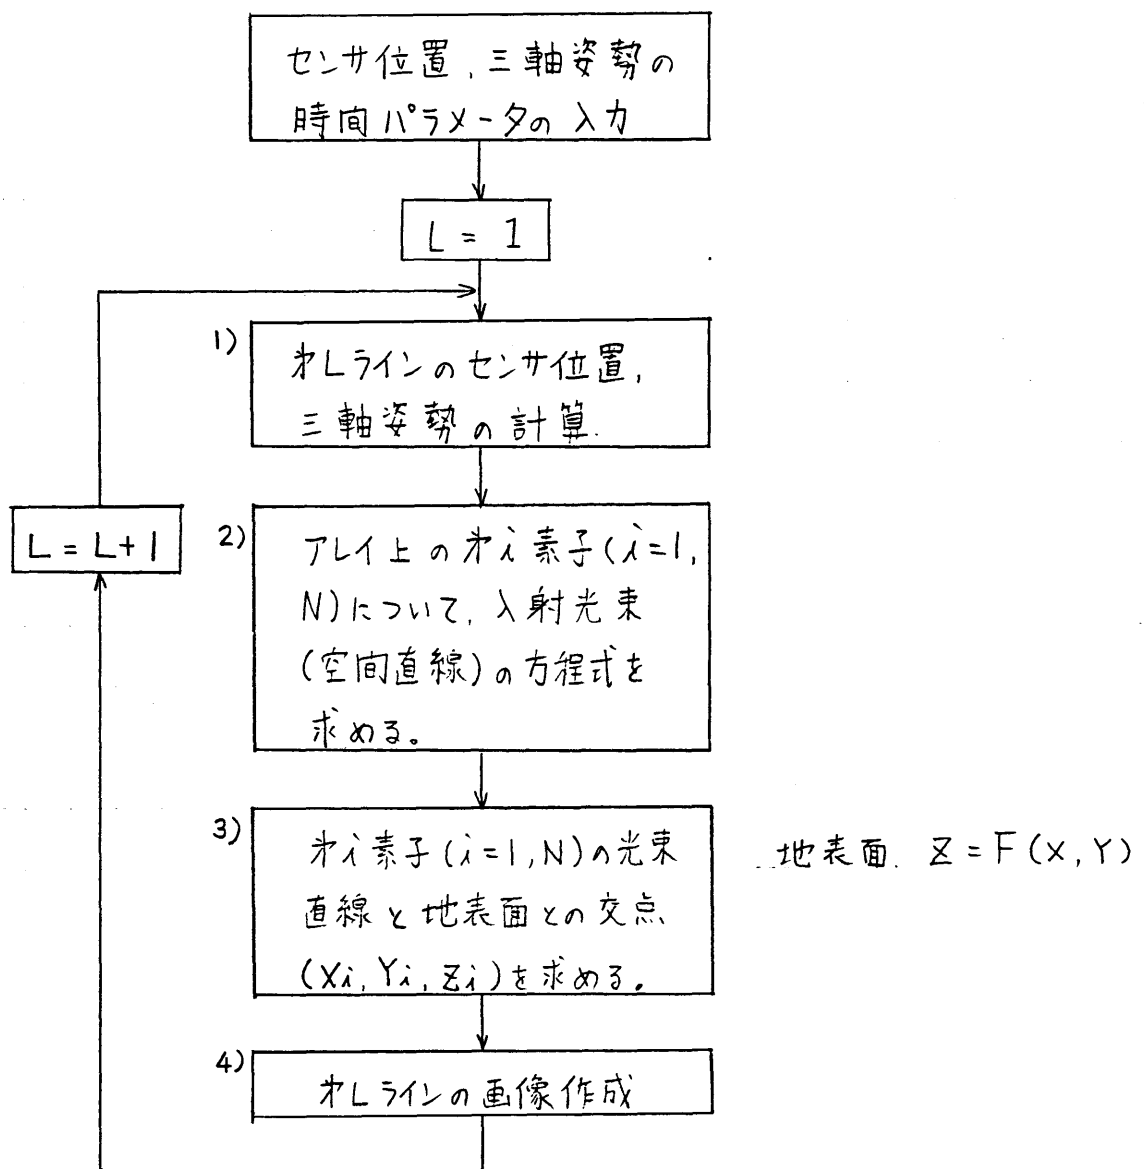 センサ位置,三軸姿勢の
時間パラメータの入力
L = 1
1)
才Lラインのセンサ位置,
三軸姿勢の計算.
L = L+1
2)
アレイ上の才i素子(i=1,
N)について,入射光束
(空間直線)の方程式を
求める。
3)
才i素子(i=1,N)の光束
直線と地表面との交点
(Xi,Yi,Zi)を求める。
地表面. Z = F(X,Y)
4)
才Lラインの画像作成